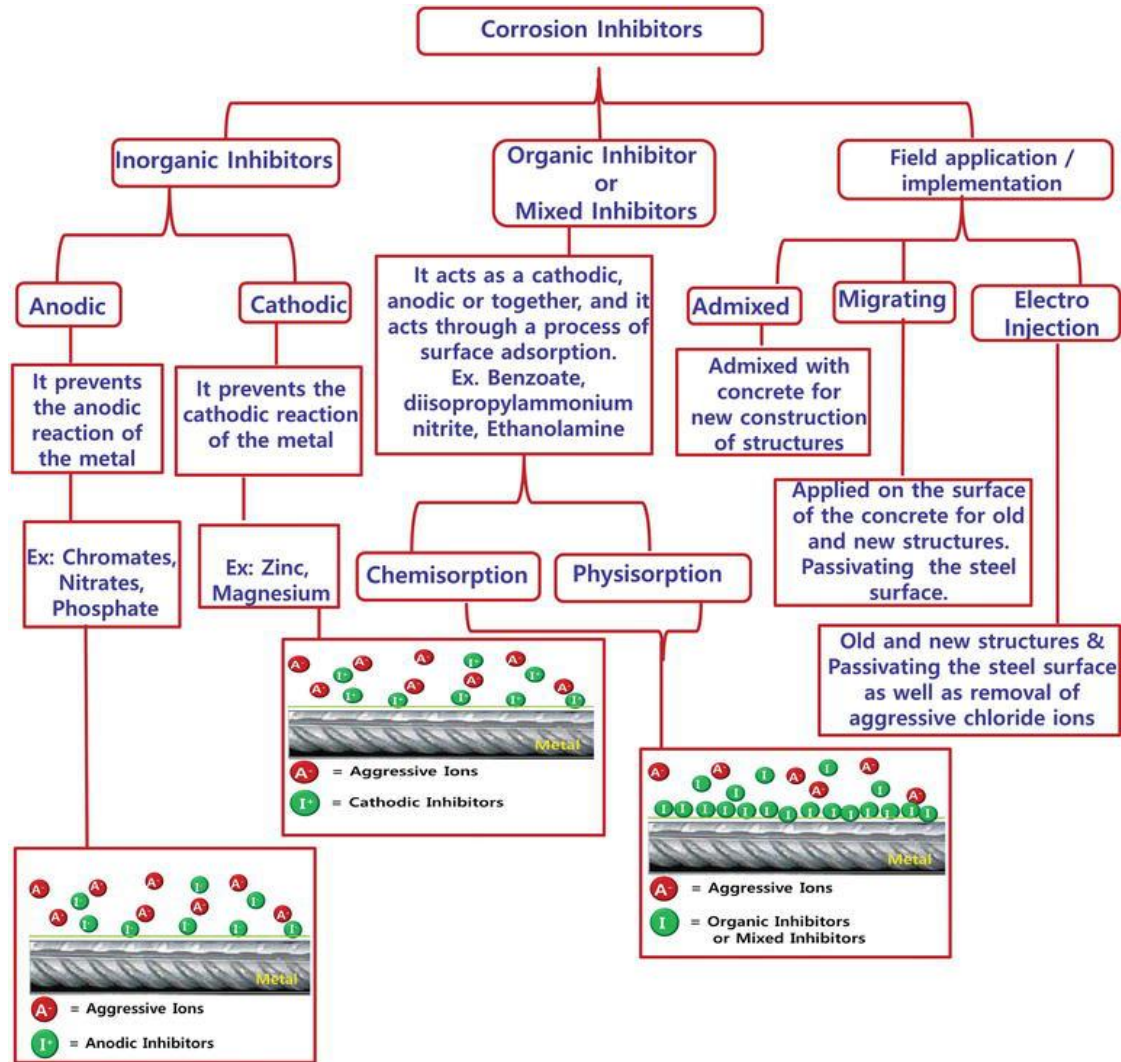 Corrosion Inhibitors
Inorganic Inhibitors
Organic Inhibitor
or
Mixed Inhibitors
Field application /
implementation
Anodic
Cathodic
It acts as a cathodic,
anodic or together, and it
acts through a process of
surface adsorption.
Ex. Benzoate,
diisopropylammonium
nitrite, Ethanolamine
Admixed
Migrating
Electro
Injection
It prevents
the anodic
reaction of
the metal
It prevents the
cathodic reaction
of the metal
Admixed with
concrete for
new construction
of structures
Ex: Chromates,
Nitrates,
Phosphate
Ex: Zinc,
Magnesium
Chemisorption
Physisorption
Applied on the surface
of the concrete for old
and new structures.
Passivating the steel
surface.
Old and new structures &
Passivating the steel surface
as well as removal of
aggressive chloride ions
A- A- A- I+ A-
I+ A- I+
A- I+ A- I+ A- A-
I+ I+ I+ I+
Metal
A- = Aggressive Ions
I+ = Cathodic Inhibitors
A- A- I A- I A-
I I A- I A-
I I I I I I I I I I I I I I
Metal
A- = Aggressive Ions
I = Organic Inhibitors
or Mixed Inhibitors
A- A- A- I- A-
I- A- I-
A- I- A- I- A-
I- I- I- I-
Metal
A- = Aggressive Ions
I+ = Anodic Inhibitors